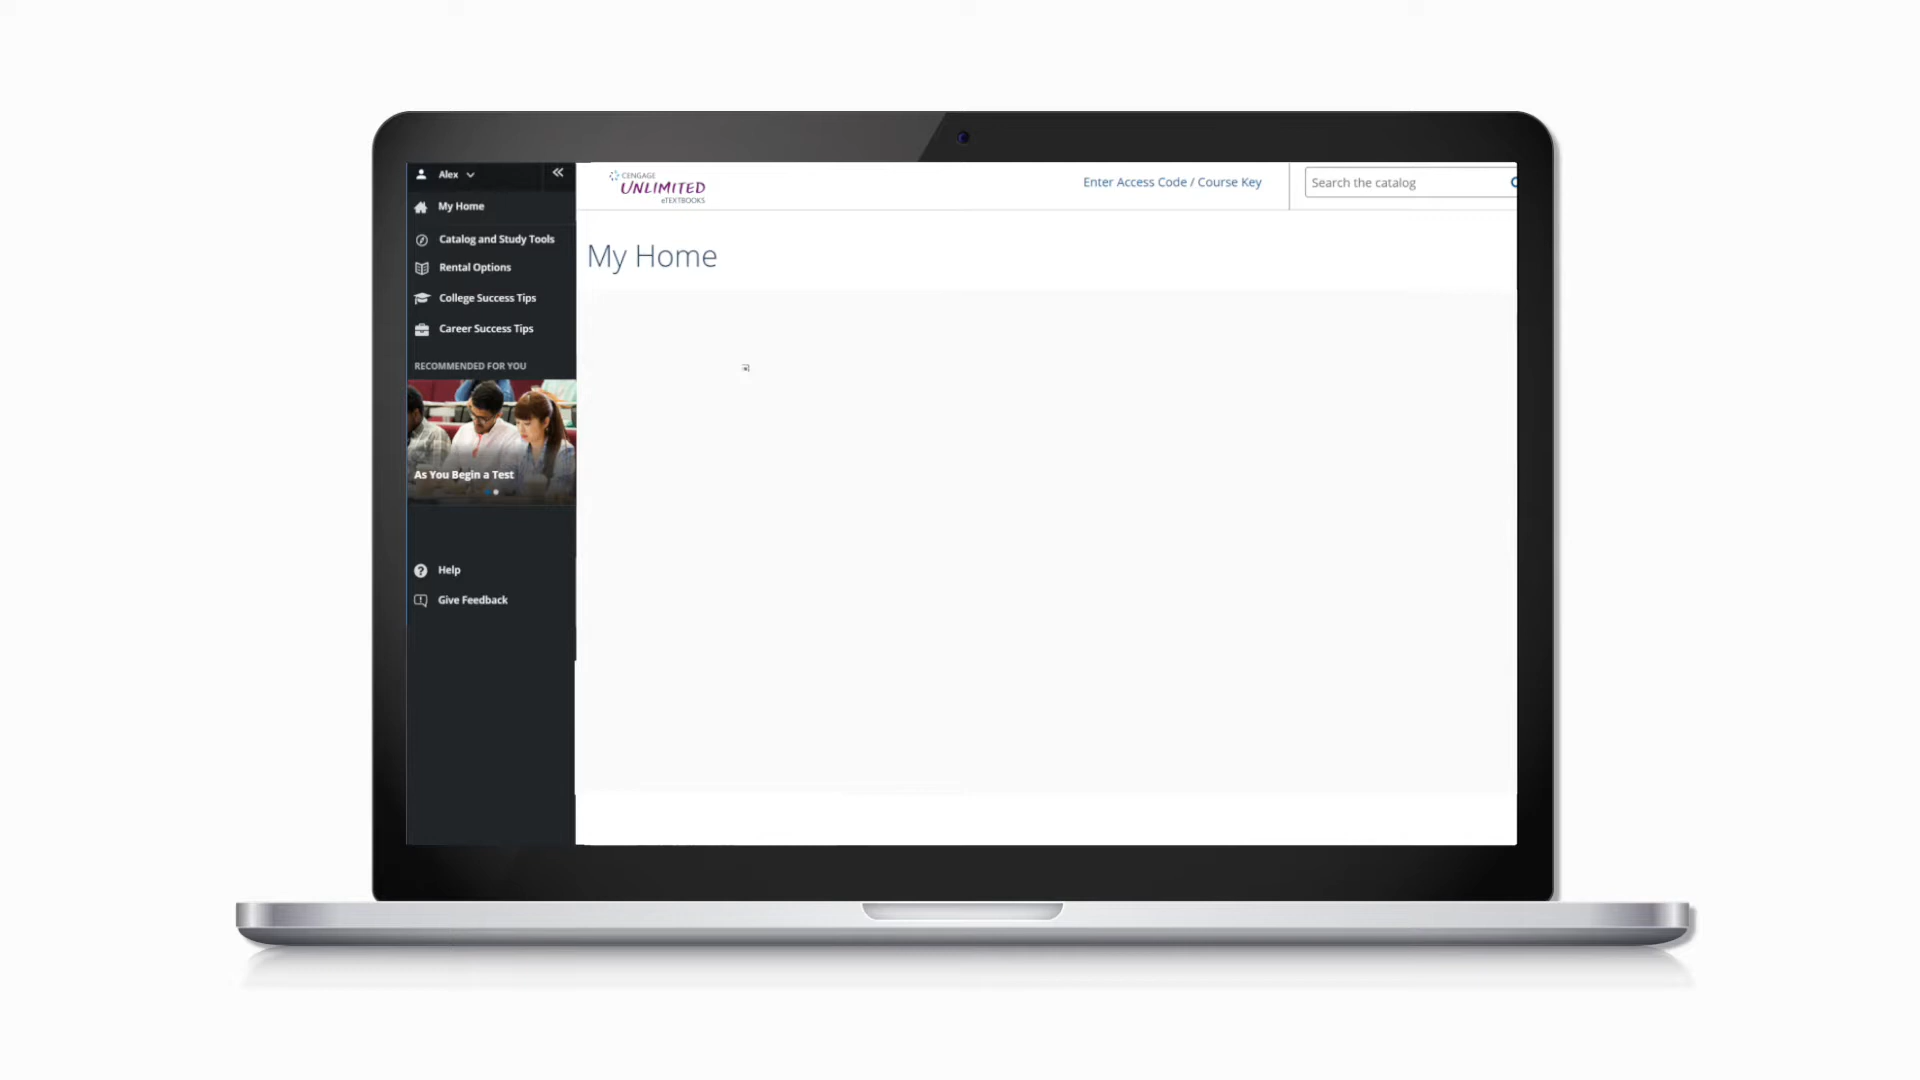 Alex
My Home
Catalog and Study Tools
Rental Options
College Success Tips
Career Success Tips
RECOMMENDED FOR YOU
As You Begin a Test
Help
Give Feedback
CENGAGE
UNLIMITED
eTEXTBOOKS
Enter Access Code / Course Key
Search the catalog
My Home